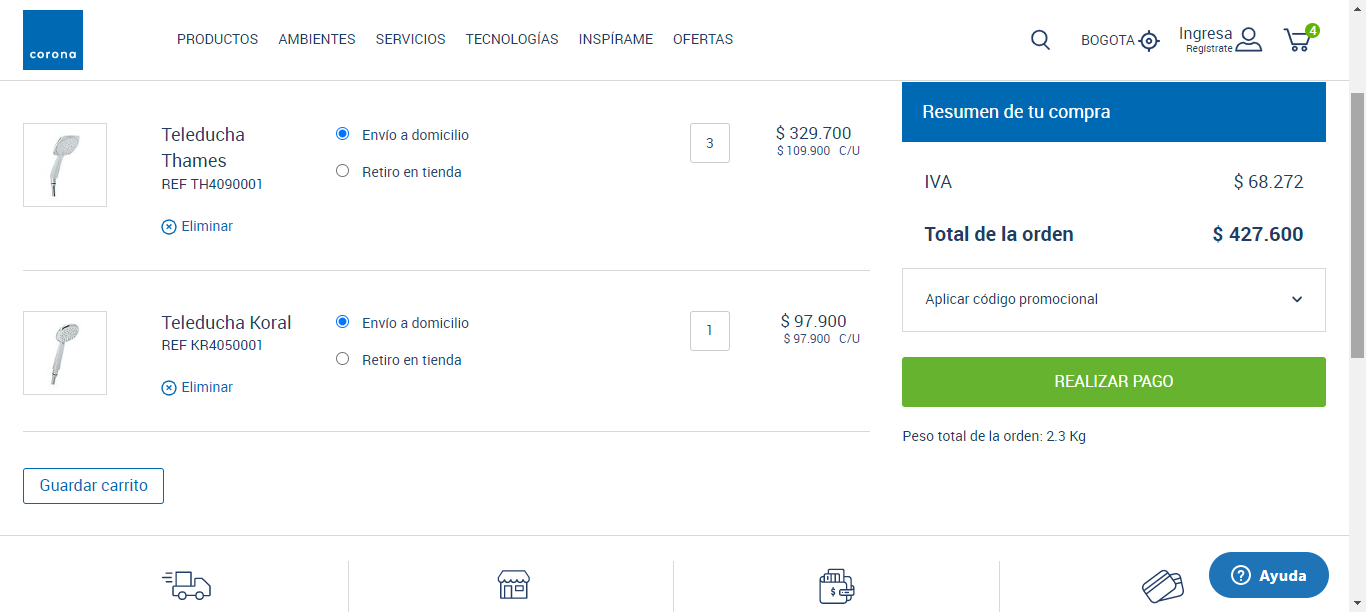 corona
PRODUCTOS AMBIENTES SERVICIOS TECNOLOGÍAS INSPÍRAME OFERTAS
BOGOTA
Ingresa
Regístrate
4
Teleducha
Thames
REF TH4090001
Eliminar
Envío a domicilio
Retiro en tienda
3
$ 329.700
$ 109.900 C/U
Teleducha Koral
REF KR4050001
Eliminar
Envío a domicilio
Retiro en tienda
1
$ 97.900
$ 97.900 C/U
Guardar carrito
Resumen de tu compra
IVA $ 68.272
Total de la orden $ 427.600
Aplicar código promocional
REALIZAR PAGO
Peso total de la orden: 2.3 Kg
$
? Ayuda